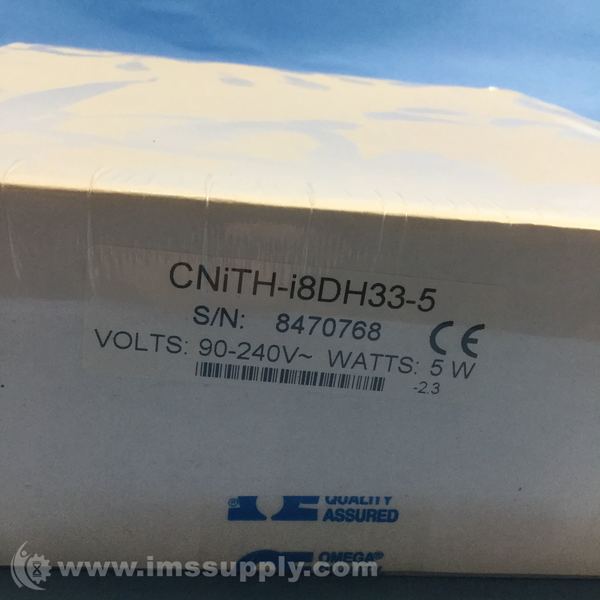 CNiTH-i8DH33-5
S/N: 8470768 CE
VOLTS: 90-240V~ WATTS: 5 W
-2.3
® QUALITY
ASSURED
OMEGA®
www.imssupply.com